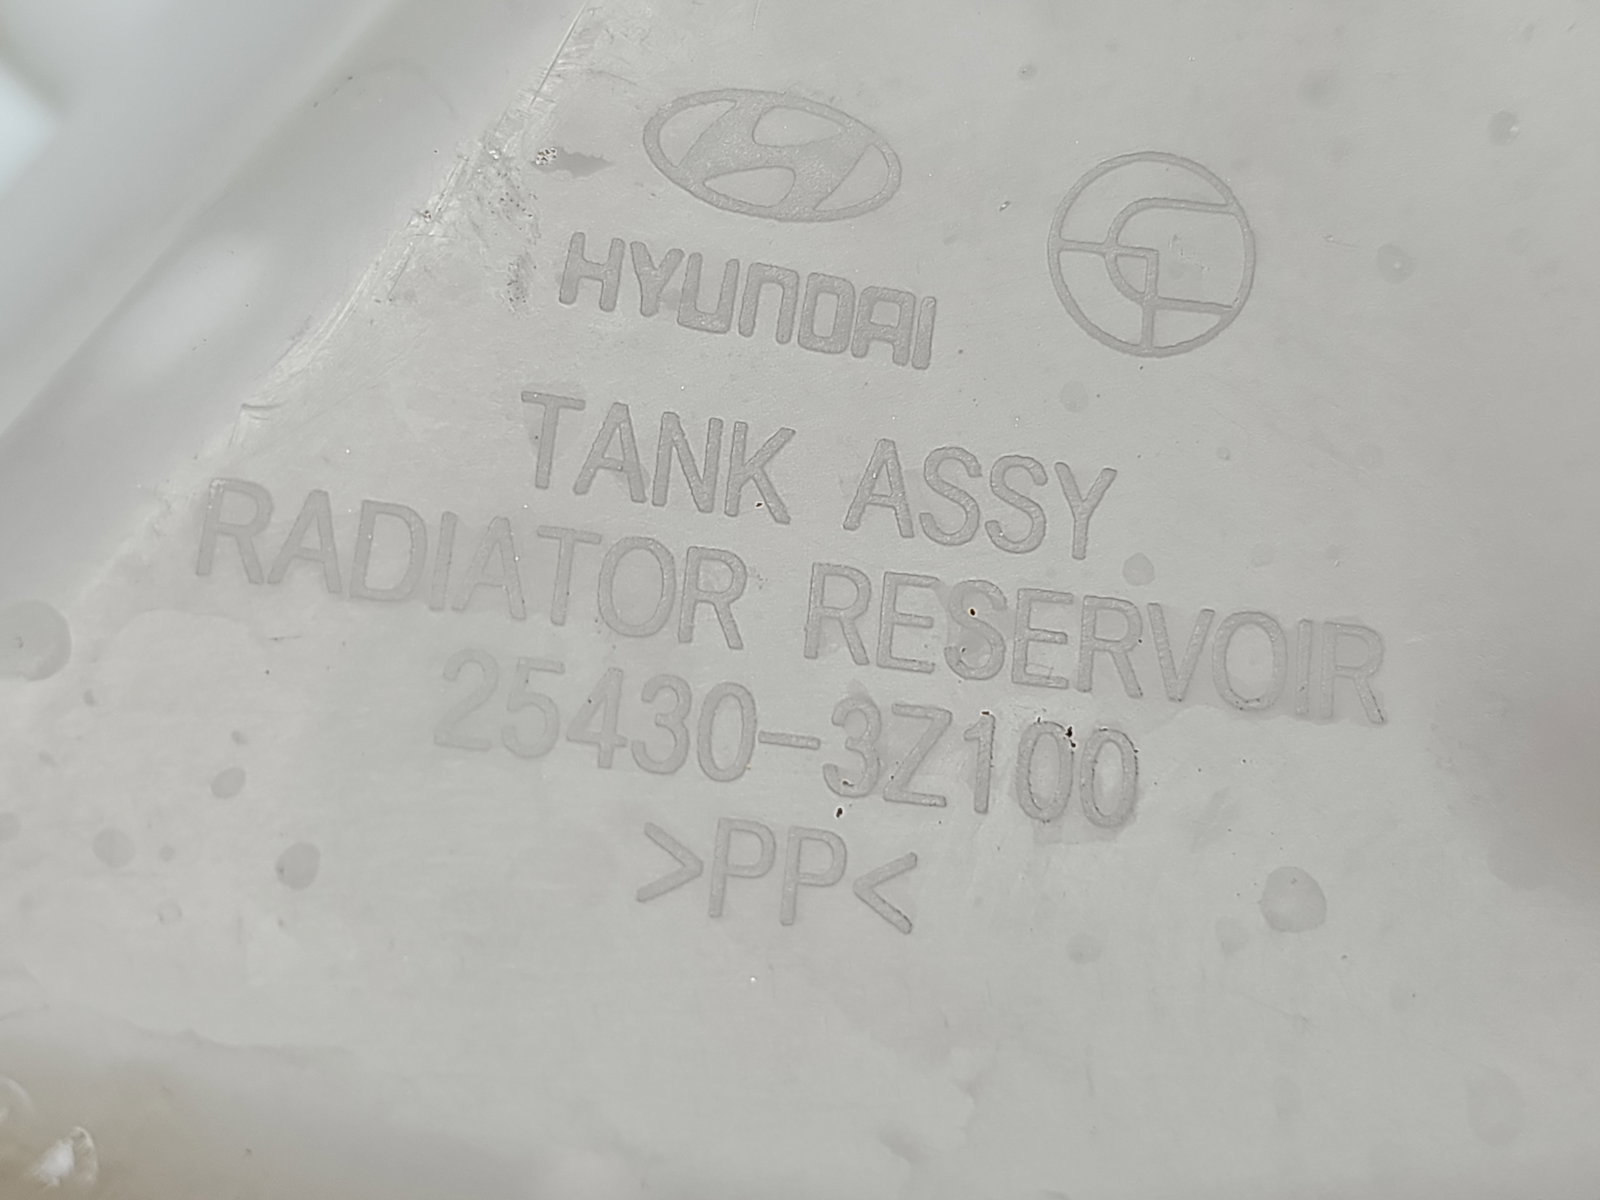 HYUNDAI
TANK ASSY
RADIATOR RESERVOIR
25430-3Z100
>PP<